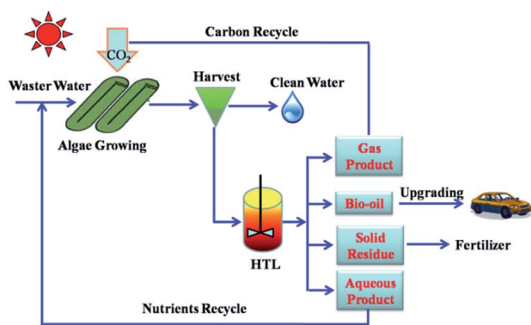 Carbon Recycle
CO2
Waster Water
Harvest
Clean Water
Algae Growing
Gas
Product
Bio-oil
Upgrading
Solid
Residue
Fertilizer
HTL
Aqueous
Product
Nutrients Recycle